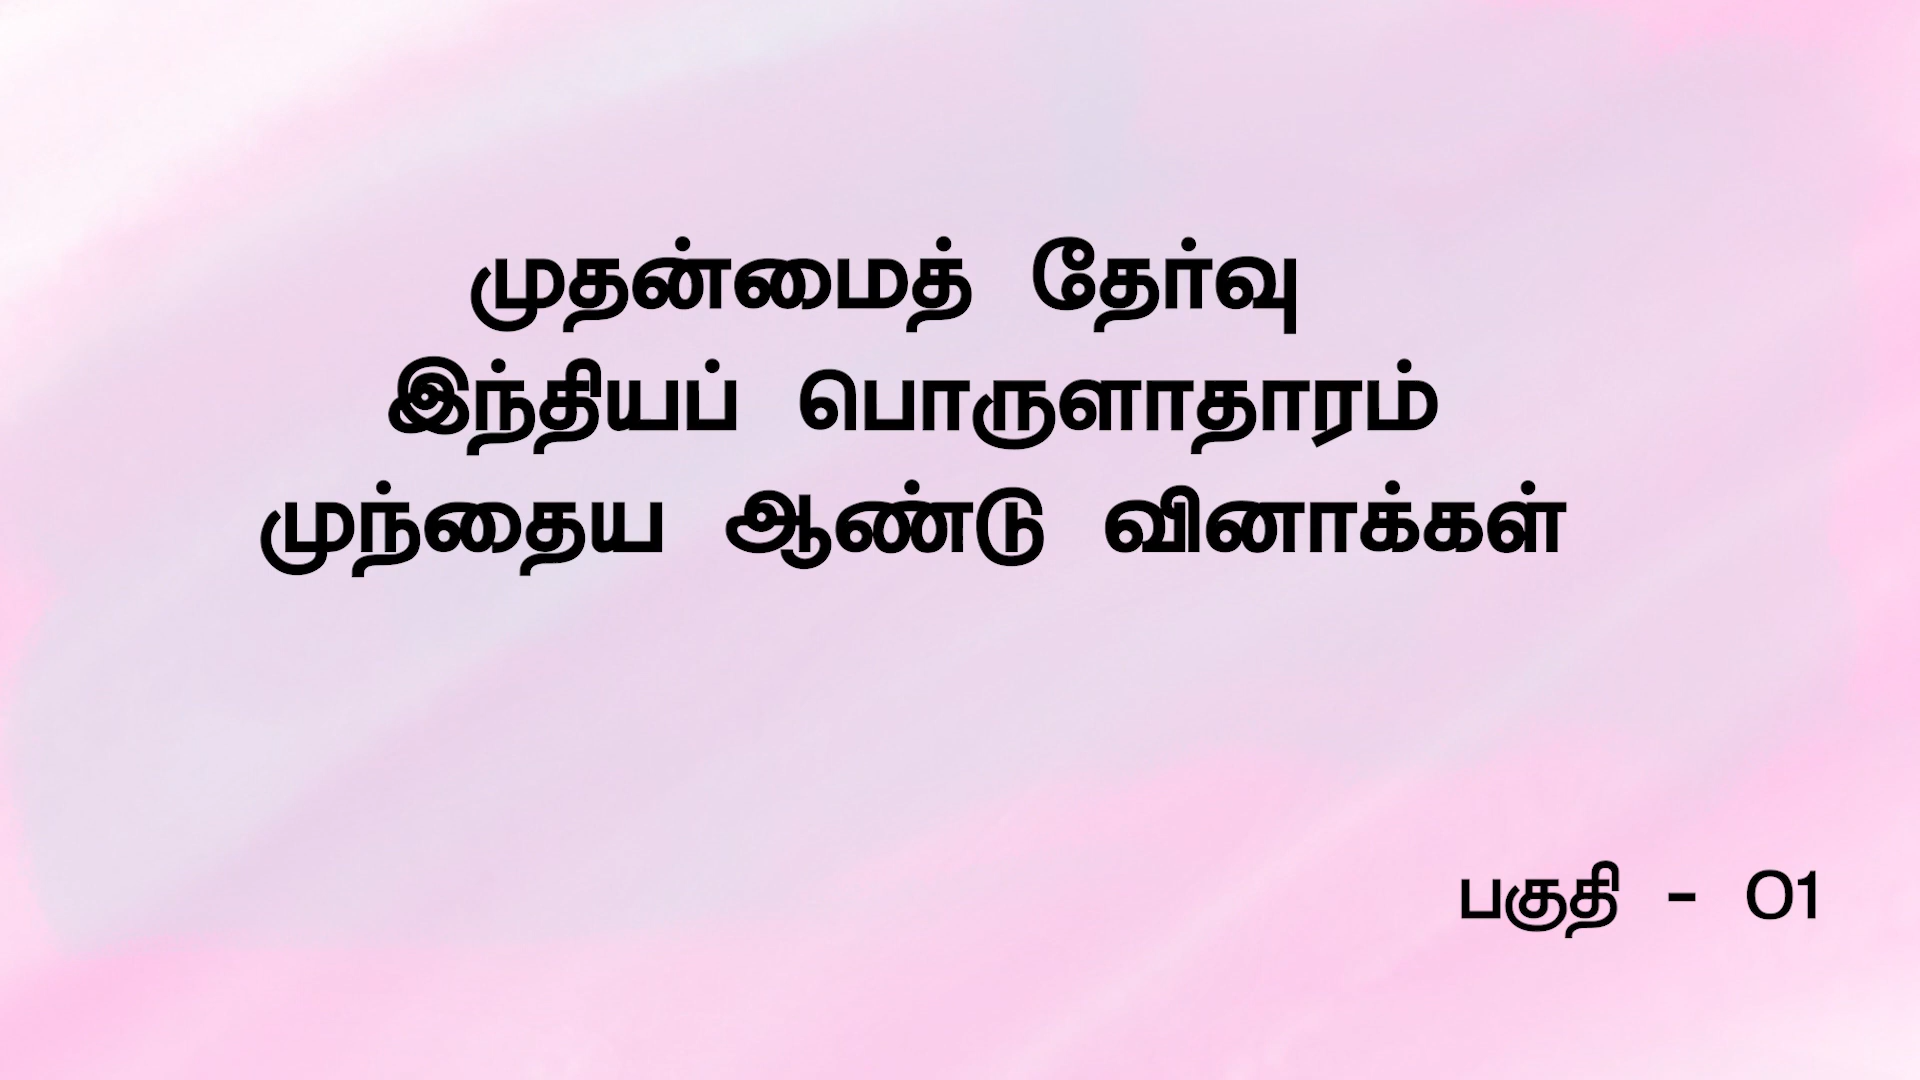 முதன்மைத் தேர்வு
இந்தியப் பொருளாதாரம்
முந்தைய ஆண்டு வினாக்கள்
பகுதி - 01